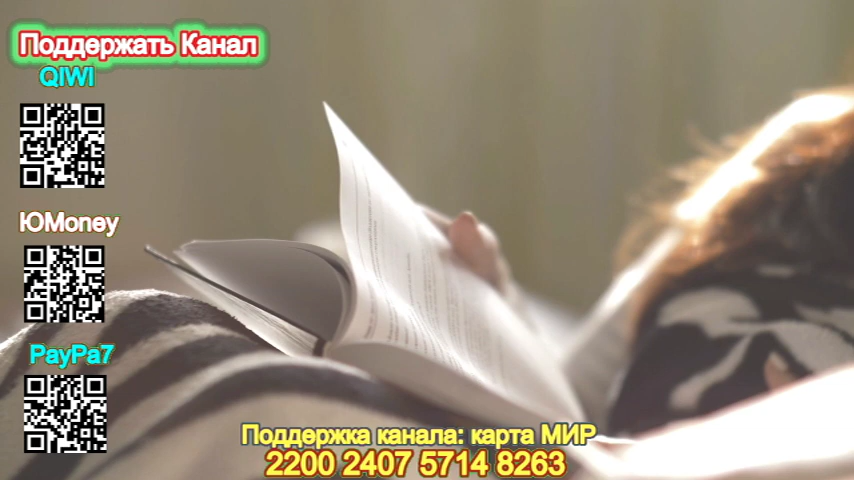 Поддержать Канал
QIWI
ЮMoney
PayPa7
Поддержка канала: карта МИР
2200 2407 5714 8263